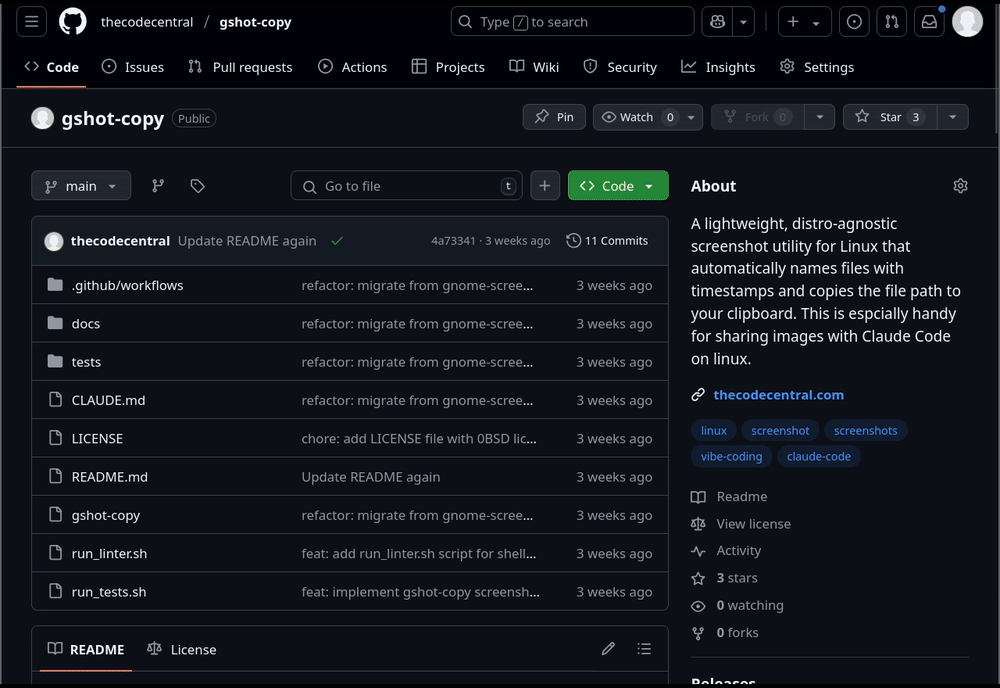 thecodecentral / gshot-copy
Type / to search
Code Issues Pull requests Actions Projects Wiki Security Insights Settings
gshot-copy Public
Pin Watch 0 Fork 0 Star 3
main Go to file t + Code
thecodecentral Update README again 4a73341 · 3 weeks ago 11 Commits
.github/workflows refactor: migrate from gnome-scree... 3 weeks ago
docs refactor: migrate from gnome-scree... 3 weeks ago
tests refactor: migrate from gnome-scree... 3 weeks ago
CLAUDE.md refactor: migrate from gnome-scree... 3 weeks ago
LICENSE chore: add LICENSE file with 0BSD lic... 3 weeks ago
README.md Update README again 3 weeks ago
gshot-copy refactor: migrate from gnome-scree... 3 weeks ago
run_linter.sh feat: add run_linter.sh script for shell... 3 weeks ago
run_tests.sh feat: implement gshot-copy screensh... 3 weeks ago
README License
About
A lightweight, distro-agnostic
screenshot utility for Linux that
automatically names files with
timestamps and copies the file path to
your clipboard. This is espcially handy
for sharing images with Claude Code
on linux.
thecodecentral.com
linux screenshot screenshots
vibe-coding claude-code
Readme
View license
Activity
3 stars
0 watching
0 forks
Releases